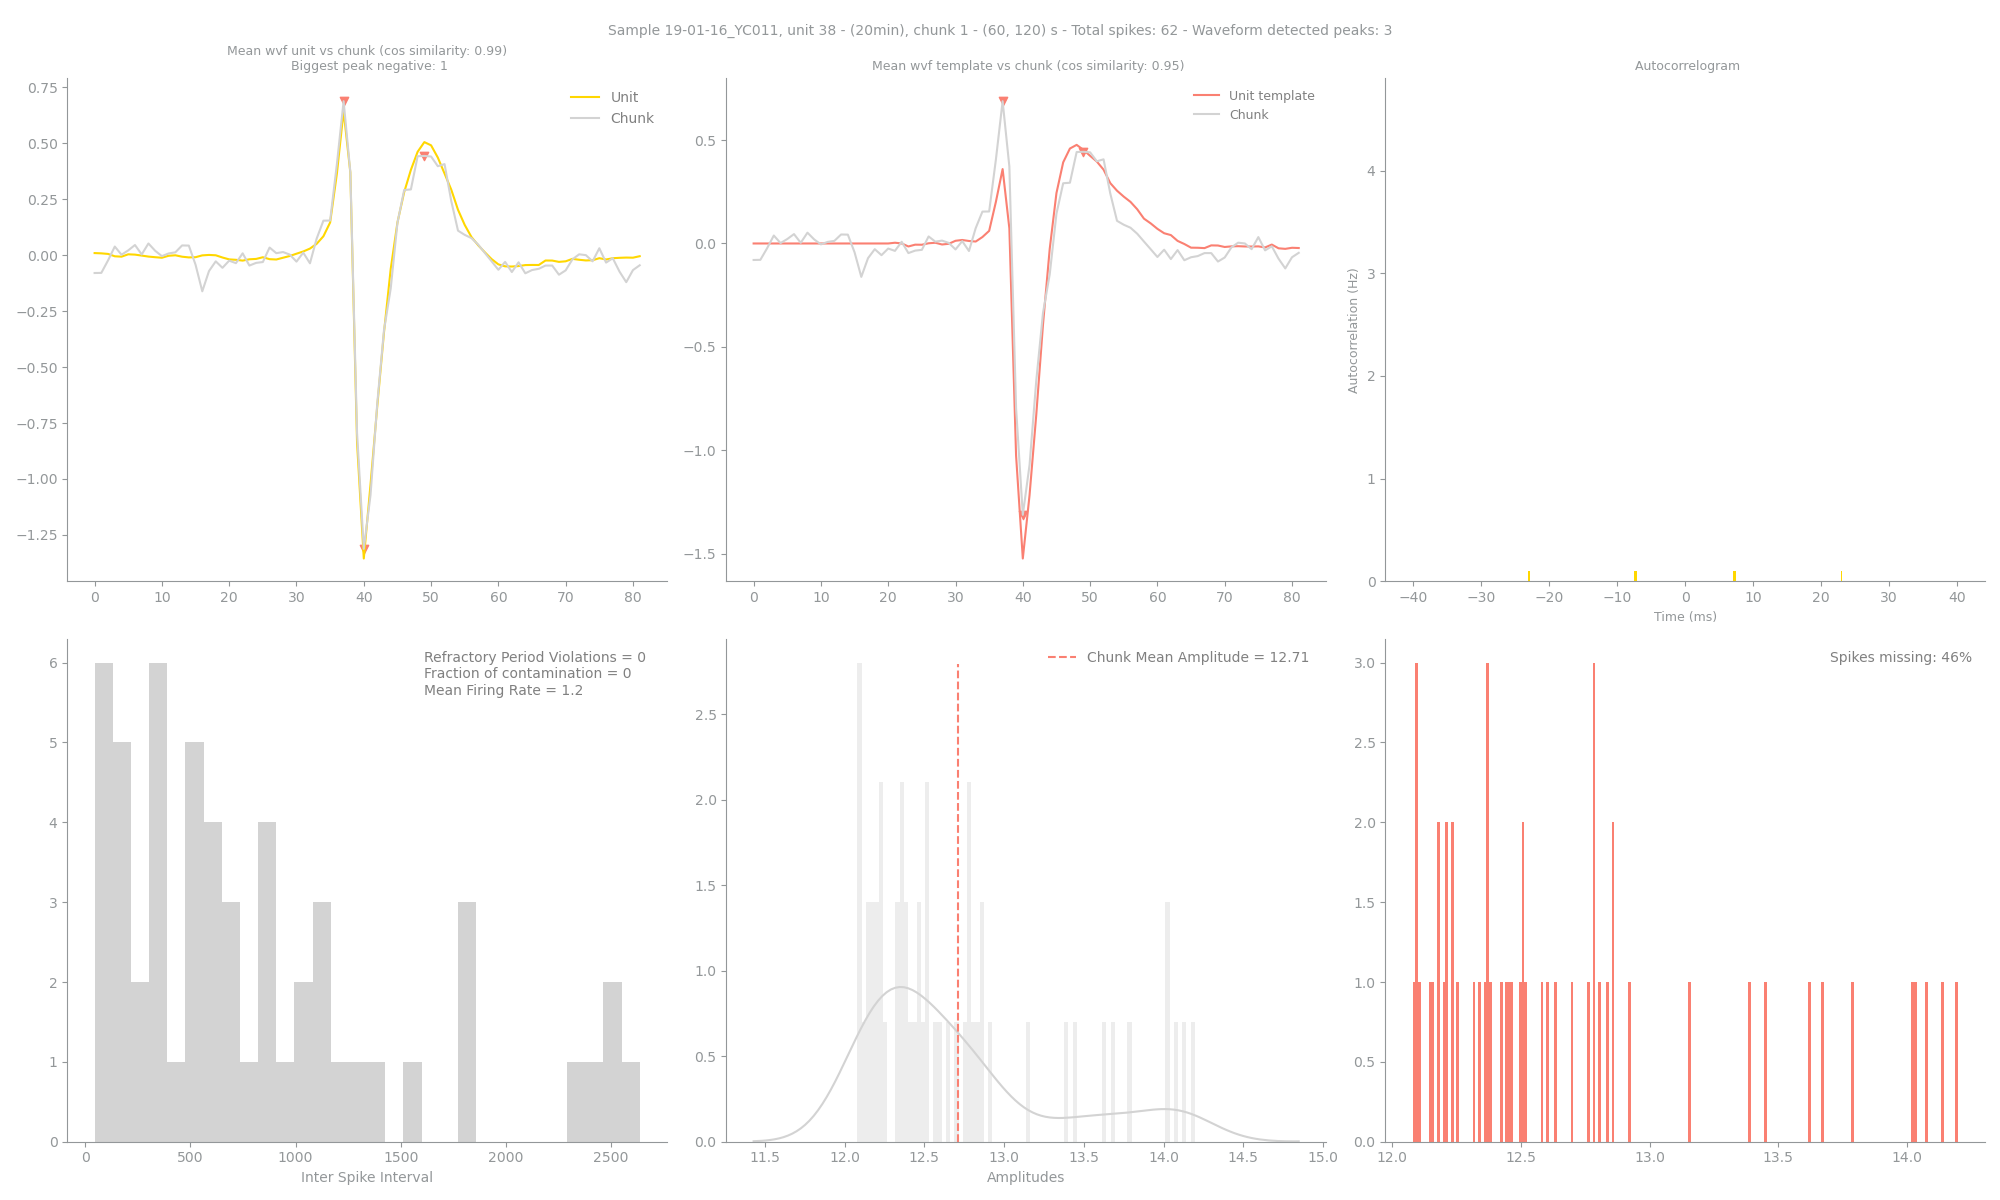 Sample 19-01-16_YC011, unit 38 - (20min), chunk 1 - (60, 120) s - Total spikes: 62 - Waveform detected peaks: 3
Mean wvf unit vs chunk (cos similarity: 0.99)
Biggest peak negative: 1
Unit
Chunk
0.75
0.50
0.25
0.00
−0.25
−0.50
−0.75
−1.00
−1.25
0 10 20 30 40 50 60 70 80
Mean wvf template vs chunk (cos similarity: 0.95)
Unit template
Chunk
0.5
0.0
−0.5
−1.0
−1.5
0 10 20 30 40 50 60 70 80
Autocorrelogram
Autocorrelation (Hz)
4
3
2
1
0
−40 −30 −20 −10 0 10 20 30 40
Time (ms)
Refractory Period Violations = 0
Fraction of contamination = 0
Mean Firing Rate = 1.2
6
5
4
3
2
1
0
0 500 1000 1500 2000 2500
Inter Spike Interval
Chunk Mean Amplitude = 12.71
2.5
2.0
1.5
1.0
0.5
0.0
11.5 12.0 12.5 13.0 13.5 14.0 14.5 15.0
Amplitudes
Spikes missing: 46%
3.0
2.5
2.0
1.5
1.0
0.5
0.0
12.0 12.5 13.0 13.5 14.0